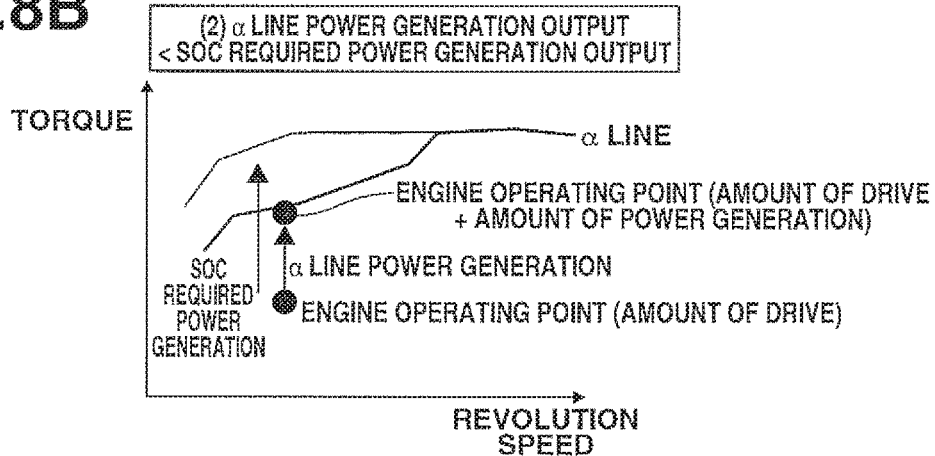 8B
(2) α LINE POWER GENERATION OUTPUT
< SOC REQUIRED POWER GENERATION OUTPUT
TORQUE
α LINE
ENGINE OPERATING POINT (AMOUNT OF DRIVE
+ AMOUNT OF POWER GENERATION)
α LINE POWER GENERATION
SOC
REQUIRED
POWER
GENERATION
ENGINE OPERATING POINT (AMOUNT OF DRIVE)
REVOLUTION
SPEED